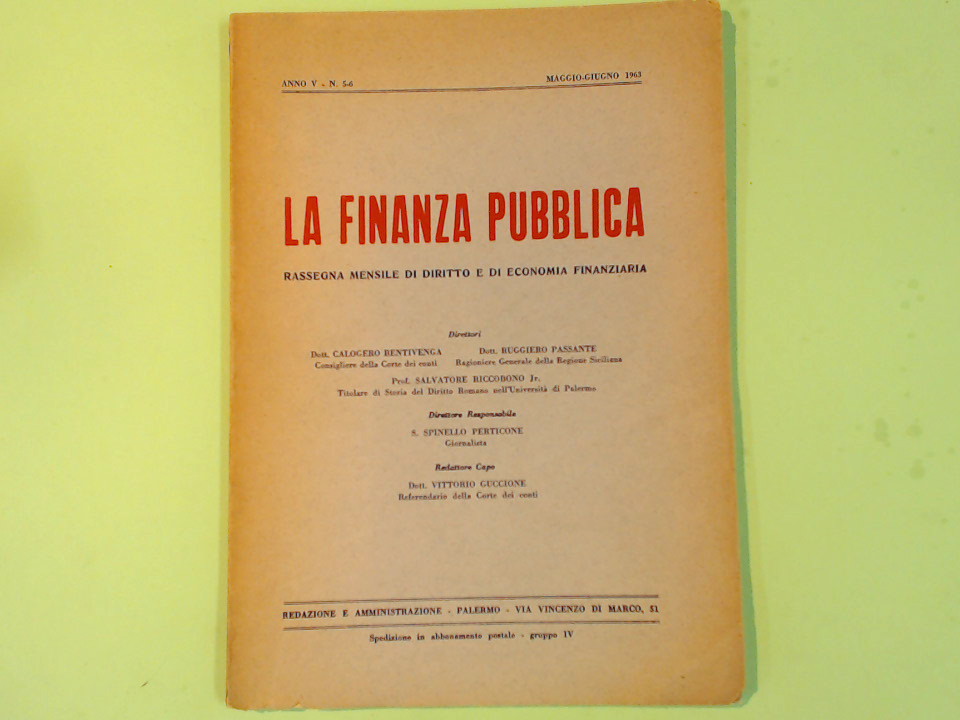 ANNO V - N. 5-6 MAGGIO-GIUGNO 1963
LA FINANZA PUBBLICA
RASSEGNA MENSILE DI DIRITTO E DI ECONOMIA FINANZIARIA
Direttori
Dott. CALOGERO BENTIVENGA Dott. RUGGIERO PASSANTE
Consigliere della Corte dei conti Ragioniere Generale della Regione Siciliana
Prof. SALVATORE RICCOBONO Jr.
Titolare di Storia del Diritto Romano nell'Università di Palermo
Direttore Responsabile
S. SPINELLO PERTICONE
Giornalista
Redattore Capo
Dott. VITTORIO GUCCIONE
Referendario della Corte dei conti
REDAZIONE E AMMINISTRAZIONE - PALERMO - VIA VINCENZO DI MARCO, 51
Spedizione in abbonamento postale - gruppo IV